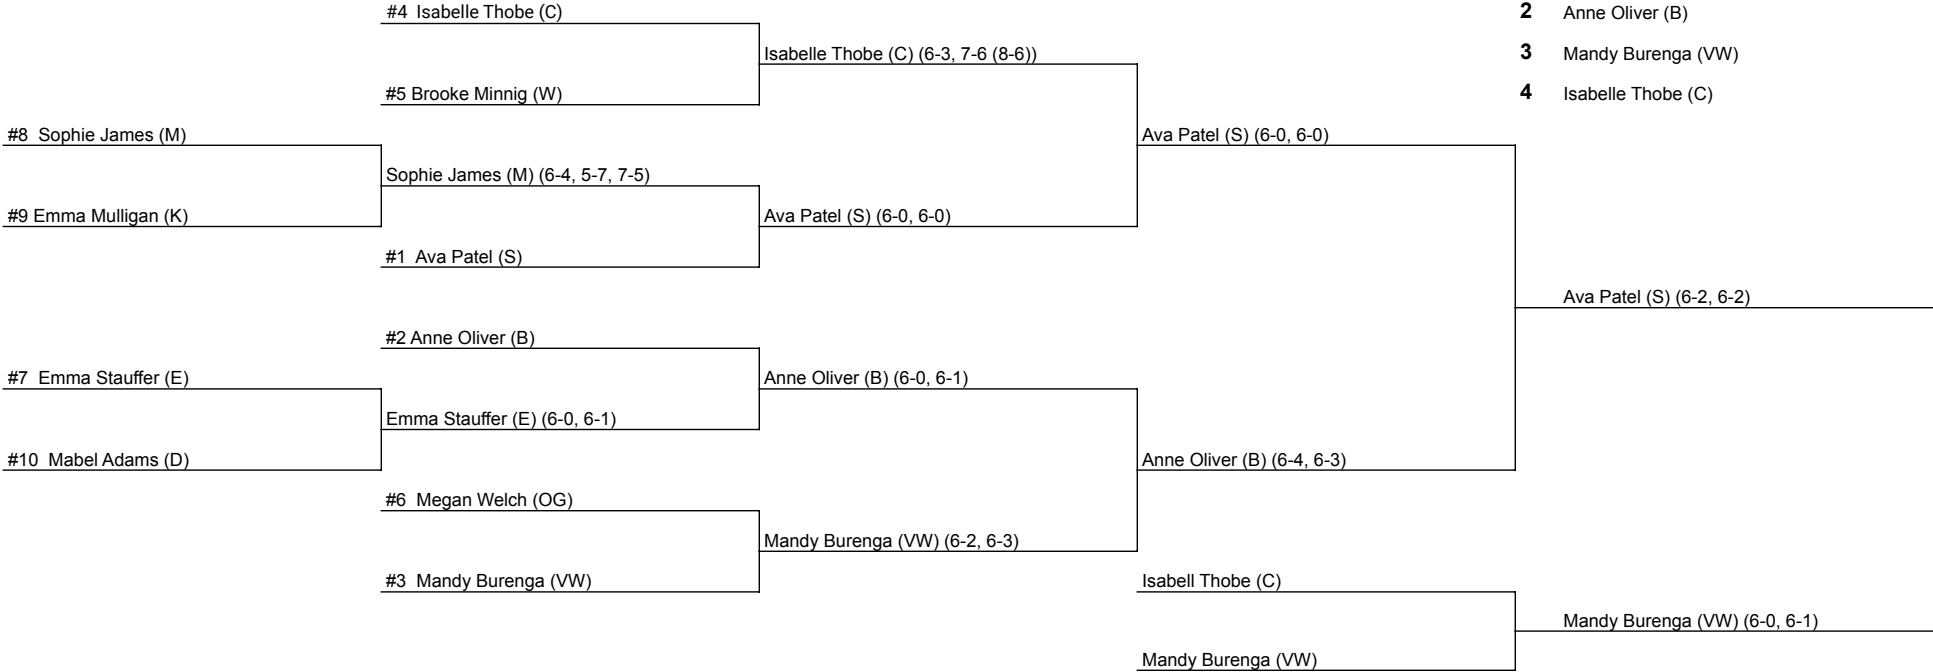 #4 Isabelle Thobe (C)
2 Anne Oliver (B)
Isabelle Thobe (C) (6-3, 7-6 (8-6))
3 Mandy Burenga (VW)
#5 Brooke Minnig (W)
4 Isabelle Thobe (C)
#8 Sophie James (M)
Ava Patel (S) (6-0, 6-0)
Sophie James (M) (6-4, 5-7, 7-5)
#9 Emma Mulligan (K)
Ava Patel (S) (6-0, 6-0)
#1 Ava Patel (S)
Ava Patel (S) (6-2, 6-2)
#2 Anne Oliver (B)
#7 Emma Stauffer (E)
Anne Oliver (B) (6-0, 6-1)
Emma Stauffer (E) (6-0, 6-1)
#10 Mabel Adams (D)
Anne Oliver (B) (6-4, 6-3)
#6 Megan Welch (OG)
Mandy Burenga (VW) (6-2, 6-3)
#3 Mandy Burenga (VW)
Isabell Thobe (C)
Mandy Burenga (VW) (6-0, 6-1)
Mandy Burenga (VW)